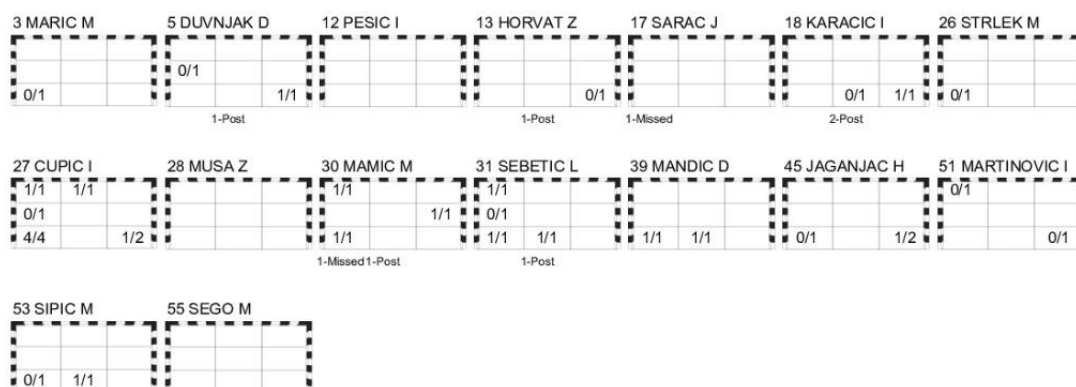 3 MARIC M 5 DUVNJAK D 12 PESIC I 13 HORVAT Z 17 SARAC J 18 KARACIC I 26 STRLEK M
0/1
0/1 1/1 0/1 0/1 1/1 0/1
1-Post 1-Post 1-Missed 2-Post
27 CUPIC I 28 MUSA Z 30 MAMIC M 31 SEBETIC L 39 MANDIC D 45 JAGANJAC H 51 MARTINOVIC I
1/1 1/1 1/1 1/1 0/1
0/1 1/1 0/1
4/4 1/2 1/1 1/1 1/1 1/1 1/1 0/1 1/2 0/1
1-Missed 1-Post 1-Post
53 SIPIC M 55 SEGO M
0/1 1/1